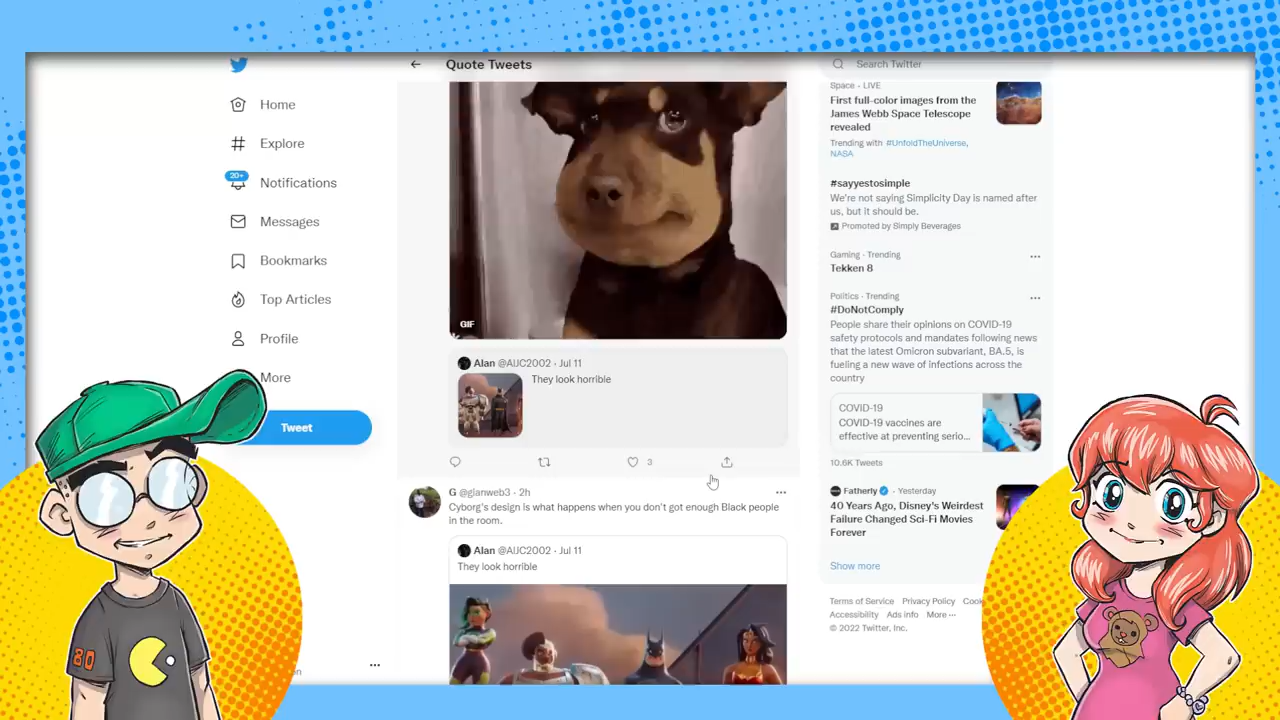 Home
Explore
20+
Notifications
Messages
Bookmarks
Top Articles
Profile
More
Tweet
80
Quote Tweets
GIF
Alan @AUC2002 · Jul 11
They look horrible
3
G @gianweb3 · 2h
Cyborg's design is what happens when you don't got enough Black people
in the room.
Alan @AUC2002 · Jul 11
They look horrible
Search Twitter
Space · LIVE
First full-color images from the
James Webb Space Telescope
revealed
Trending with #UnfoldTheUniverse,
NASA
#sayyestosimple
We're not saying Simplicity Day is named after
us, but it should be.
Promoted by Simply Beverages
Gaming · Trending
Tekken 8
Politics · Trending
#DoNotComply
People share their opinions on COVID-19
safety protocols and mandates following news
that the latest Omicron subvariant, BA.5, is
fueling a new wave of infections across the
country
COVID-19
COVID-19 vaccines are
effective at preventing serio...
10.6K Tweets
Fatherly · Yesterday
40 Years Ago, Disney's Weirdest
Failure Changed Sci-Fi Movies
Forever
Show more
Terms of Service Privacy Policy
Accessibility Ads info More ···
© 2022 Twitter, Inc.